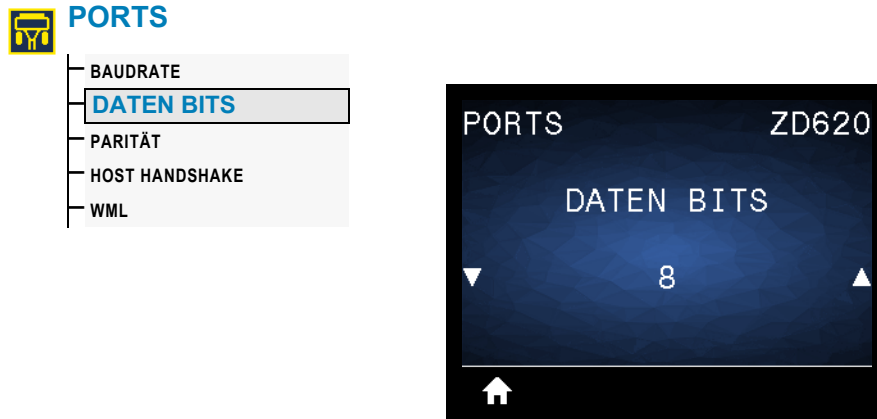 PORTS
BAUDRATE
DATEN BITS
PARITÄT
HOST HANDSHAKE
WML
PORTS ZD620
DATEN BITS
8